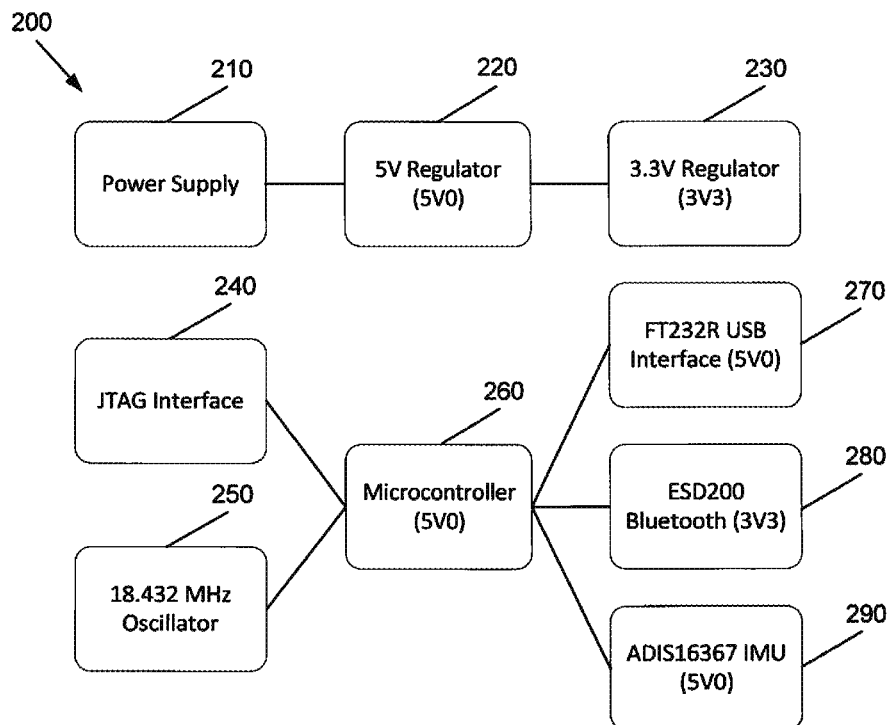 200
210
220
230
Power Supply
5V Regulator
(5V0)
3.3V Regulator
(3V3)
240
270
JTAG Interface
FT232R USB
Interface (5V0)
260
250
280
Microcontroller
(5V0)
ESD200
Bluetooth (3V3)
18.432 MHz
Oscillator
290
ADIS16367 IMU
(5V0)